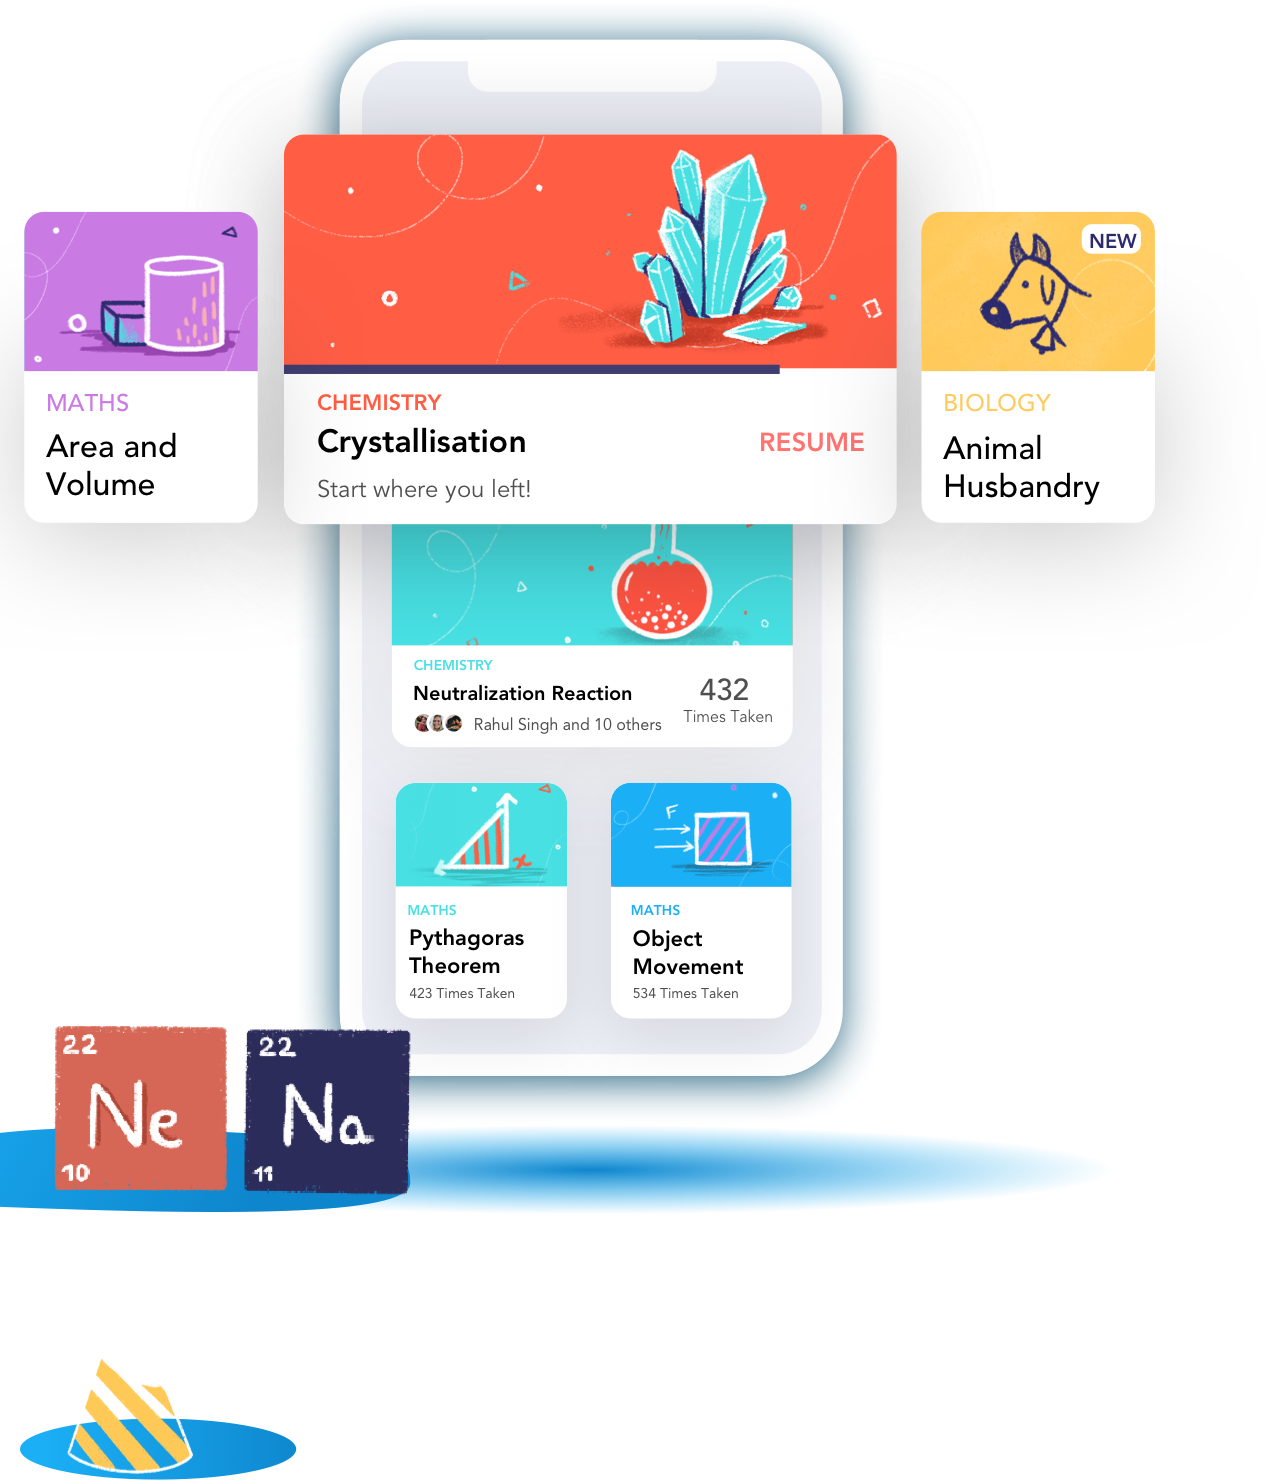 NEW
MATHS
Area and
Volume
CHEMISTRY
Crystallisation
RESUME
Start where you left!
BIOLOGY
Animal
Husbandry
CHEMISTRY
Neutralization Reaction
Rahul Singh and 10 others
432
Times Taken
F
x
MATHS
Pythagoras
Theorem
423 Times Taken
MATHS
Object
Movement
534 Times Taken
22
Ne
10
22
Na
11